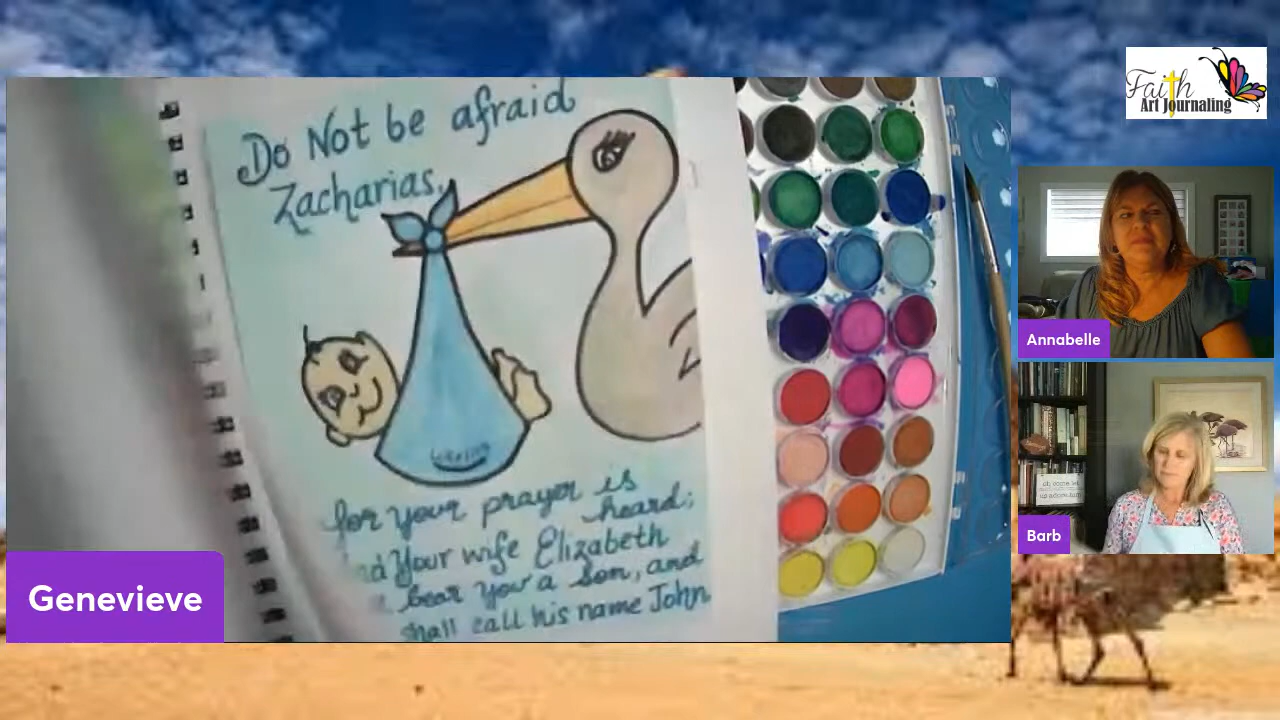 Do Not be afraid
Zacharias,
for your prayer is
heard;
Your wife Elizabeth
bear you a son, and
shall call his name John
Faith
Art Journaling
Annabelle
Barb
Genevieve